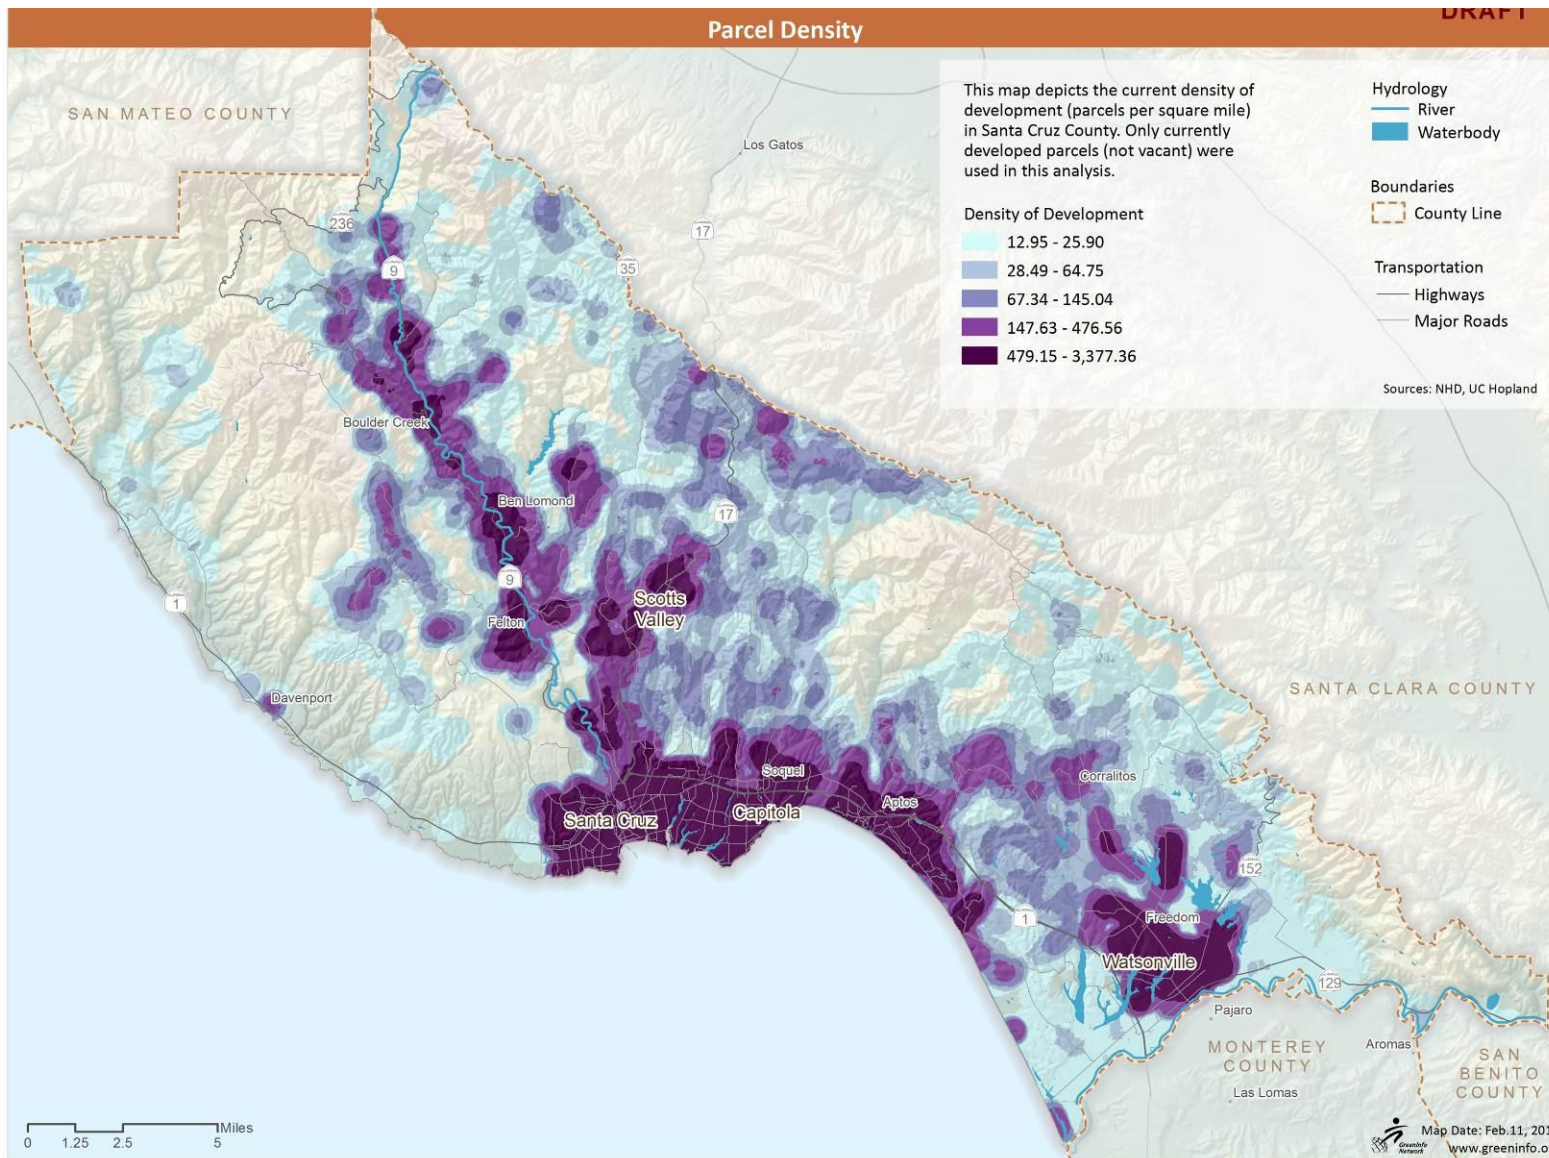 DRAFT
Parcel Density
This map depicts the current density of
development (parcels per square mile)
in Santa Cruz County. Only currently
developed parcels (not vacant) were
used in this analysis.
Density of Development
12.95 - 25.90
28.49 - 64.75
67.34 - 145.04
147.63 - 476.56
479.15 - 3,377.36
Hydrology
River
Waterbody
Boundaries
County Line
Transportation
Highways
Major Roads
Sources: NHD, UC Hopland
SAN MATEO COUNTY
Los Gatos
236
17
9
35
Boulder Creek
Ben Lomond
17
9
1
Scotts
Valley
Felton
Davenport
SANTA CLARA COUNTY
Soquel
Corralitos
Santa Cruz
Capitola
Aptos
152
1
Freedom
Watsonville
129
Pajaro
MONTEREY
COUNTY
Aromas
SAN
BENITO
COUNTY
Las Lomas
0 1.25 2.5 5 Miles
GreenInfo
Network
Map Date: Feb.11, 201
www.greeninfo.o